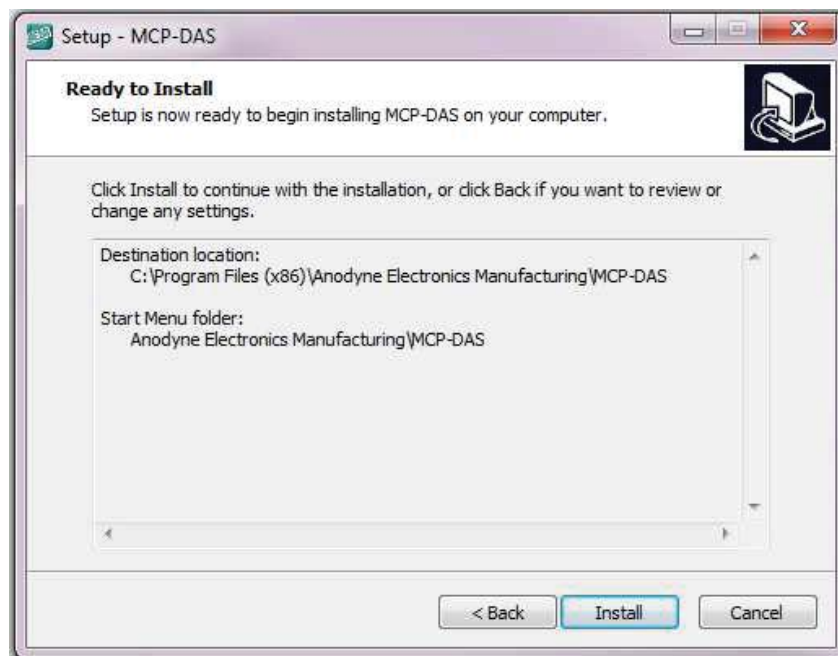 Setup - MCP-DAS
Ready to Install
Setup is now ready to begin installing MCP-DAS on your computer.
Click Install to continue with the installation, or click Back if you want to review or
change any settings.
Destination location:
C:\Program Files (x86)\Anodyne Electronics Manufacturing\MCP-DAS
Start Menu folder:
Anodyne Electronics Manufacturing\MCP-DAS
< Back
Install
Cancel